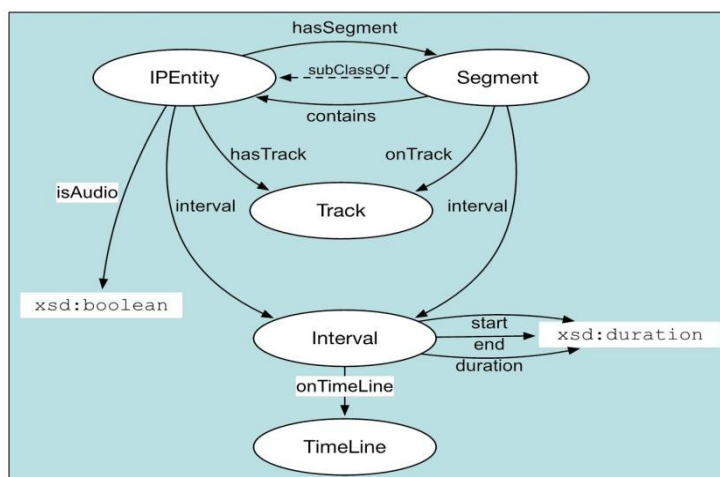 hasSegment
IPEntity
subClassOf
Segment
contains
hasTrack
onTrack
isAudio
interval
Track
interval
xsd:boolean
Interval
start
end
duration
xsd:duration
onTimeLine
TimeLine